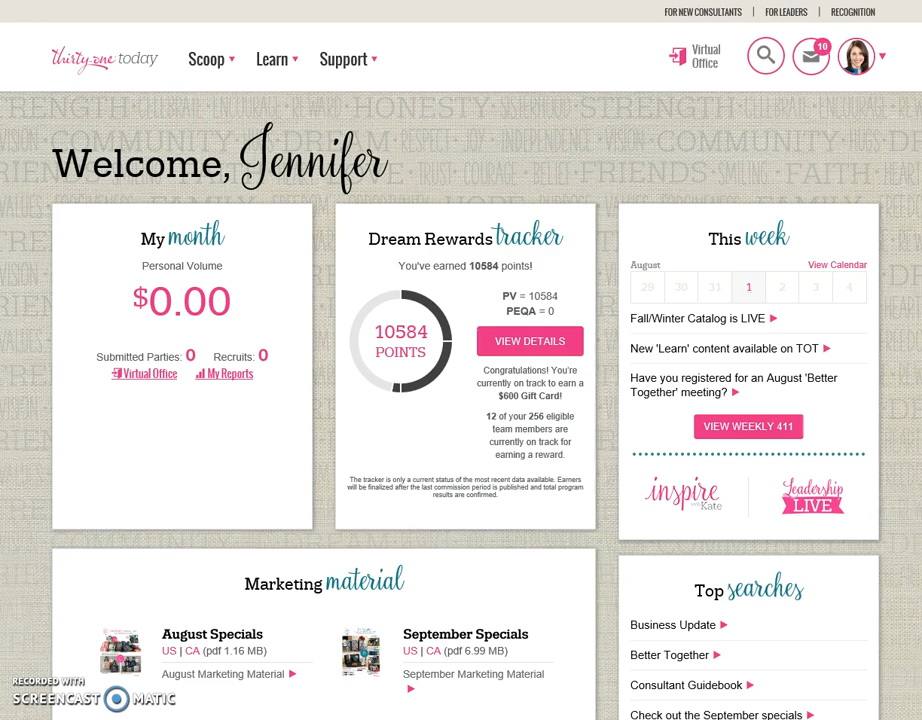 FOR NEW CONSULTANTS | FOR LEADERS | RECOGNITION
thirty-one today
Scoop
Learn
Support
Virtual
Office
10
STRENGTH · CELEBRATE · ENCOURAGE · REWARD · HONESTY
Welcome, Jennifer
My month
Personal Volume
$0.00
Submitted Parties: 0 Recruits: 0
Virtual Office
My Reports
Dream Rewards tracker
You've earned 10584 points!
10584
POINTS
PV = 10584
PEQA = 0
VIEW DETAILS
Congratulations! You're
currently on track to earn a
$600 Gift Card!
12 of your 256 eligible
team members are
currently on track for
earning a reward.
The tracker is only a current status of the most recent data available. Earners
will be finalized after the last commission period is published and total program
results are confirmed.
This week
August View Calendar
29 30 31 1 2 3 4
Fall/Winter Catalog is LIVE
New 'Learn' content available on TOT
Have you registered for an August 'Better
Together' meeting?
VIEW WEEKLY 411
inspire
with Kate
Leadership
LIVE
Marketing material
August Specials
US | CA (pdf 1.16 MB)
August Marketing Material
September Specials
US | CA (pdf 6.99 MB)
September Marketing Material
Top searches
Business Update
Better Together
Consultant Guidebook
Check out the September specials
RECORDED WITH
SCREENCAST MATIC